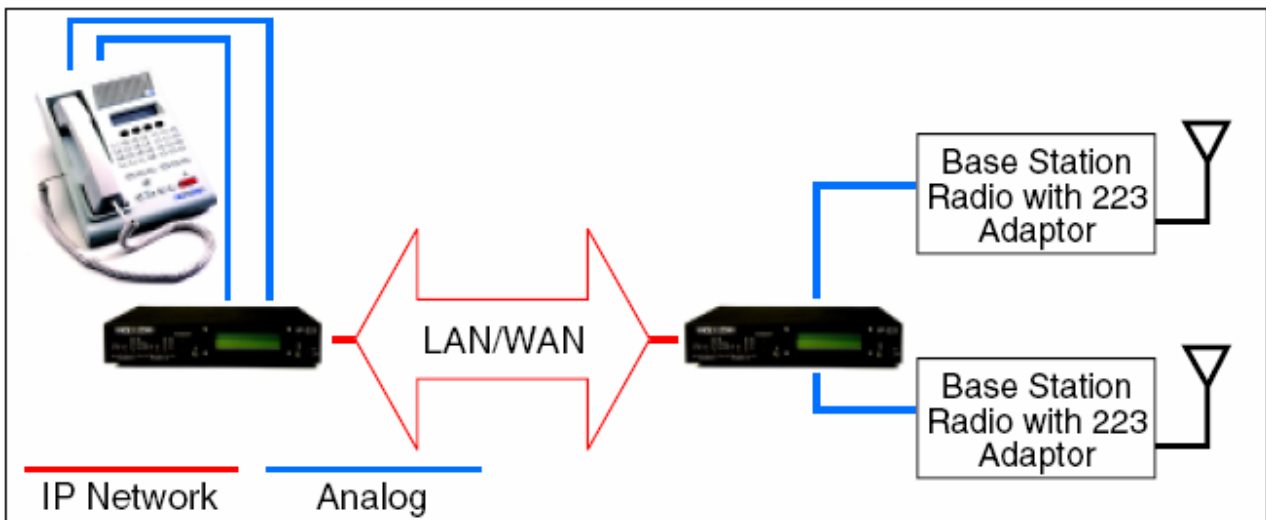 Base Station
Radio with 223
Adaptor
LAN/WAN
Base Station
Radio with 223
Adaptor
IP Network
Analog